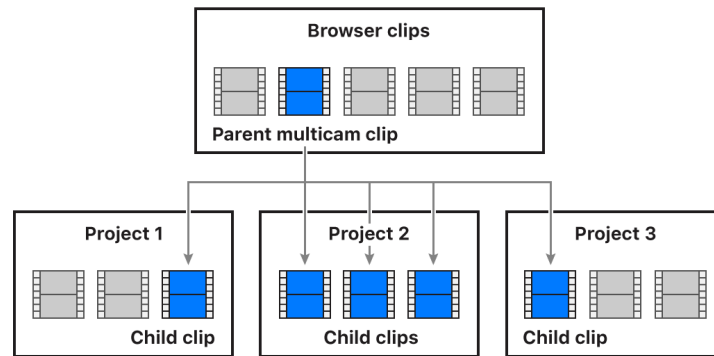 Browser clips
Parent multicam clip
Project 1
Project 2
Project 3
Child clip
Child clips
Child clip